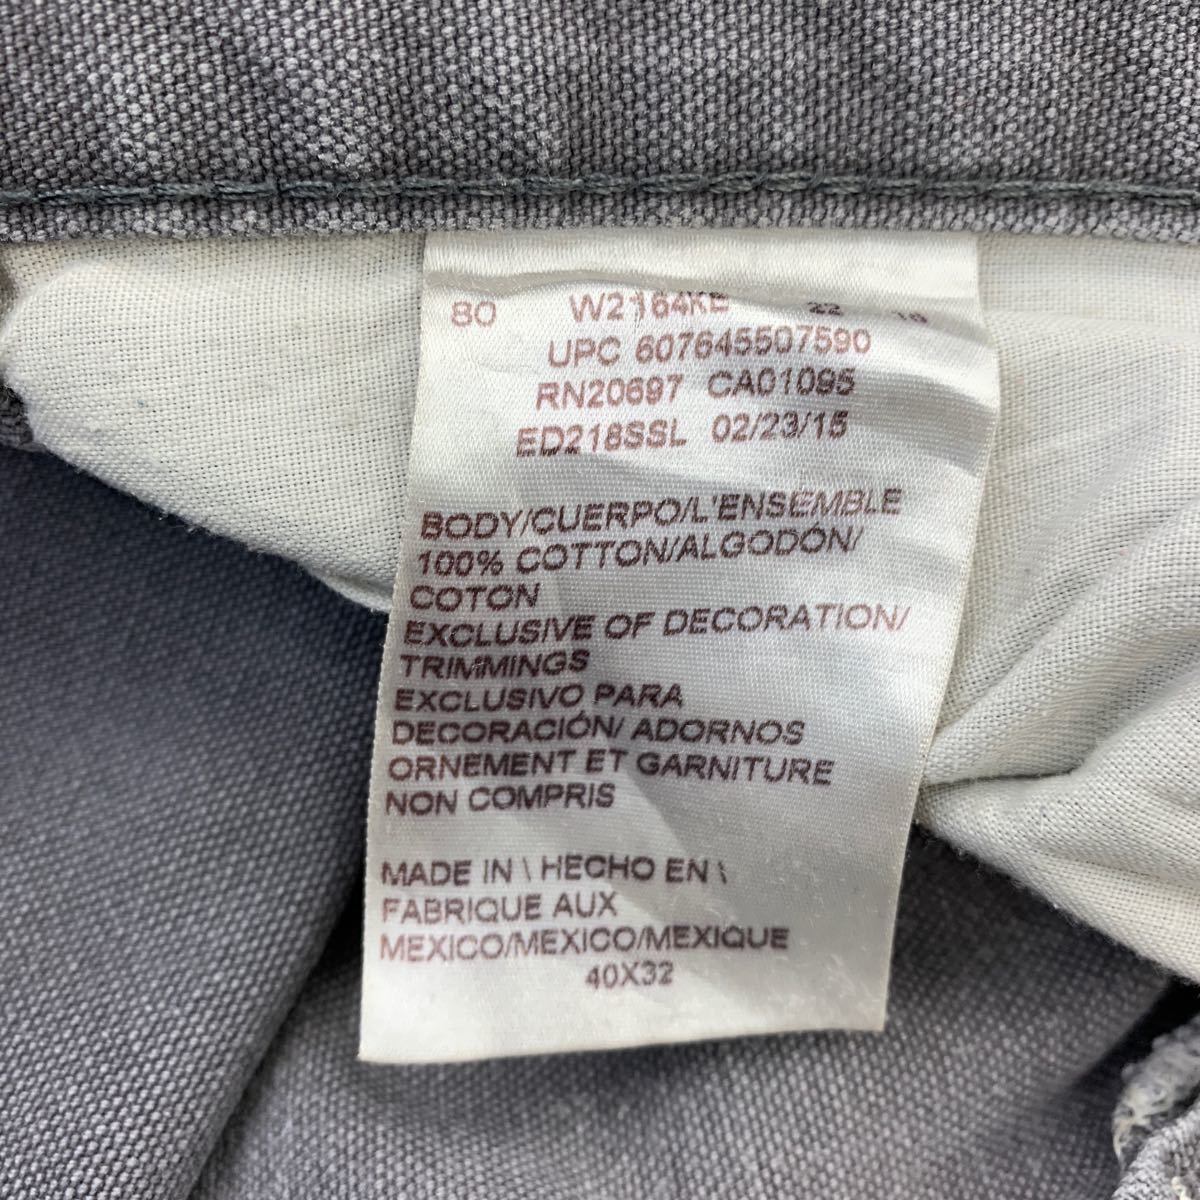 80 W2164KE 22
UPC 607645507590
RN20697 CA01095
ED218SSL 02/23/15
BODY/CUERPO/L'ENSEMBLE
100% COTTON/ALGODÓN/
COTON
EXCLUSIVE OF DECORATION/
TRIMMINGS
EXCLUSIVO PARA
DECORACIÓN/ ADORNOS
ORNEMENT ET GARNITURE
NON COMPRIS
MADE IN \ HECHO EN \
FABRIQUE AUX
MEXICO/MEXICO/MEXIQUE
40X32